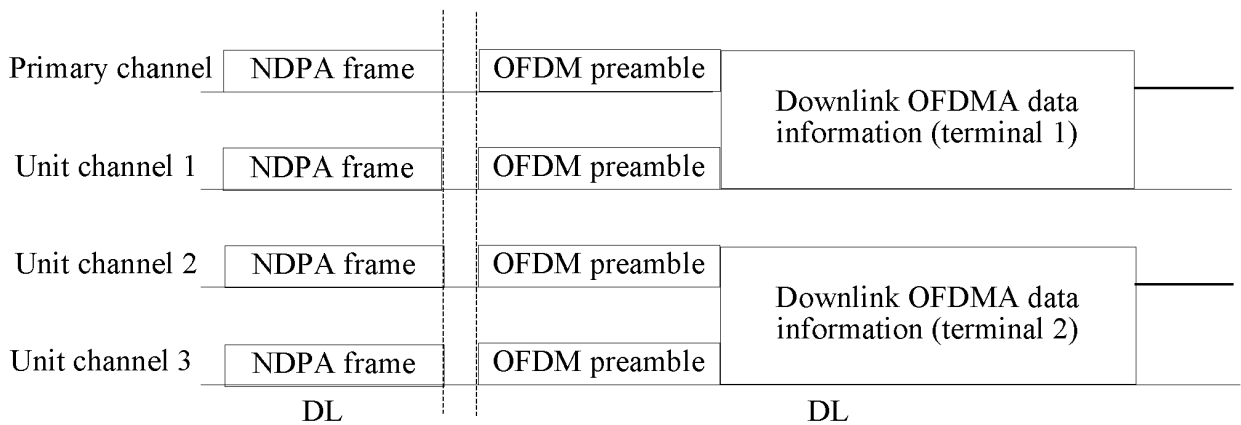 Primary channel NDPA frame OFDM preamble
Downlink OFDMA data
information (terminal 1)
Unit channel 1 NDPA frame OFDM preamble
Unit channel 2 NDPA frame OFDM preamble
Downlink OFDMA data
information (terminal 2)
Unit channel 3 NDPA frame OFDM preamble
DL DL